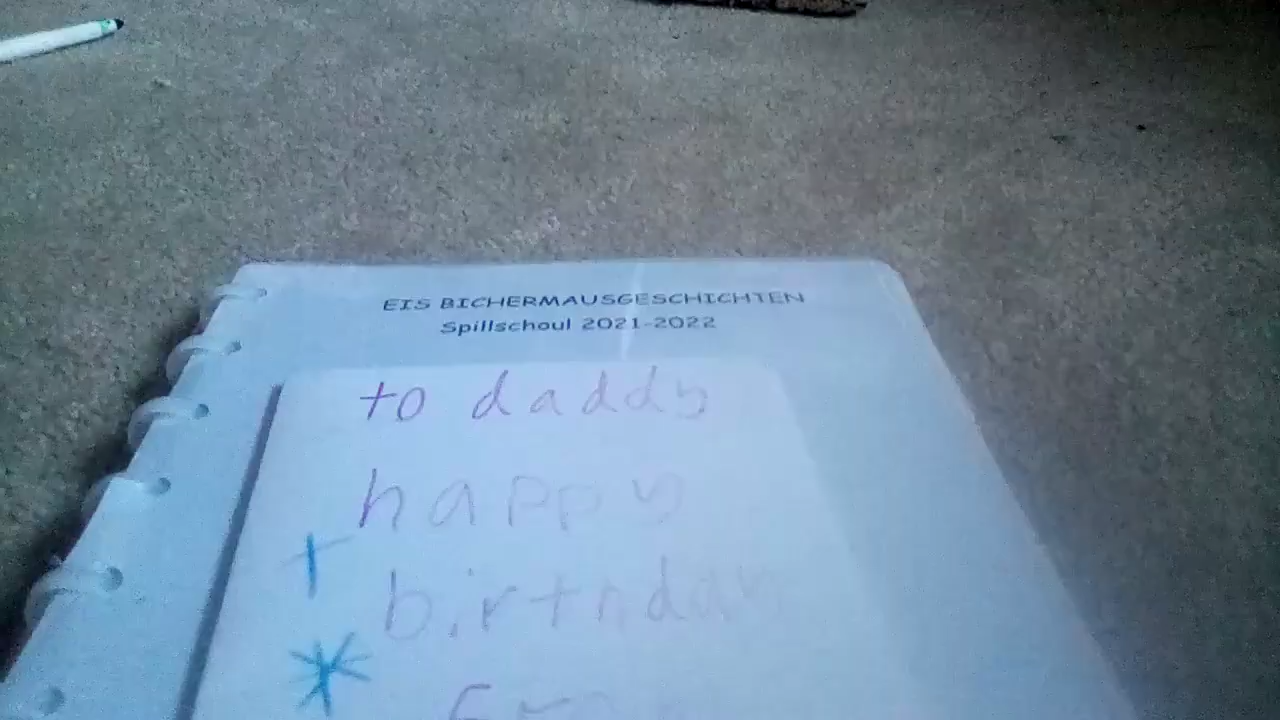 EIS BICHERMAUSGESCHICHTEN
Spillschoul 2021-2022
to daddy
happy
birthday